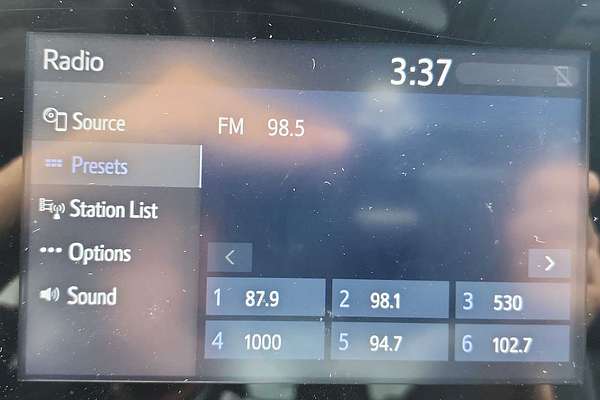 Radio 3:37
Source
FM 98.5
Presets
Station List
Options
Sound
1 87.9 2 98.1 3 530
4 1000 5 94.7 6 102.7